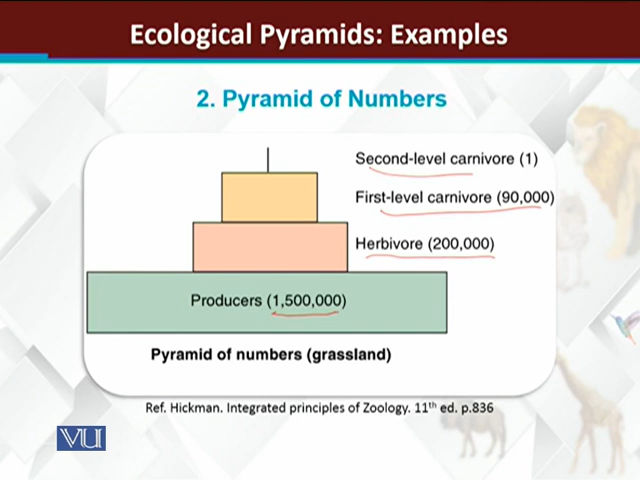 Ecological Pyramids: Examples
2. Pyramid of Numbers
Second-level carnivore (1)
First-level carnivore (90,000)
Herbivore (200,000)
Producers (1,500,000)
Pyramid of numbers (grassland)
Ref. Hickman. Integrated principles of Zoology. 11th ed. p.836
VU